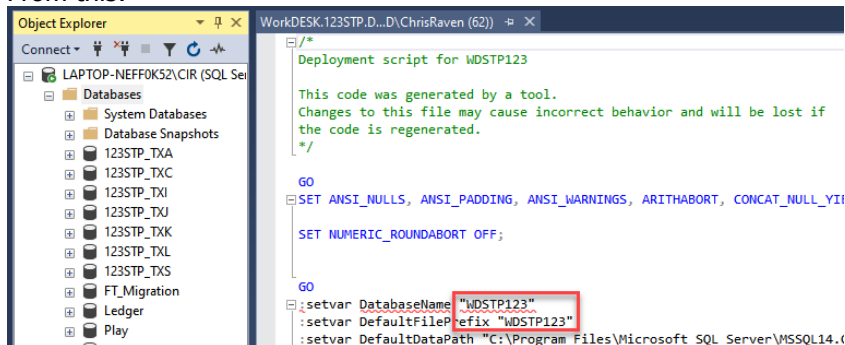 Object Explorer
Connect
LAPTOP-NEFF0K52\CIR (SQL Se
Databases
System Databases
Database Snapshots
123STP_TXA
123STP_TXC
123STP_TXI
123STP_TXJ
123STP_TXK
123STP_TXL
123STP_TXS
FT_Migration
Ledger
Play
WorkDESK.123STP.D...D\ChrisRaven (62))
/*
Deployment script for WDSTP123
This code was generated by a tool.
Changes to this file may cause incorrect behavior and will be lost if
the code is regenerated.
*/
GO
SET ANSI_NULLS, ANSI_PADDING, ANSI_WARNINGS, ARITHABORT, CONCAT_NULL_YIE
SET NUMERIC_ROUNDABORT OFF;
GO
:setvar DatabaseName "WDSTP123"
:setvar DefaultFilePrefix "WDSTP123"
:setvar DefaultDataPath "C:\Program Files\Microsoft SQL Server\MSSQL14.